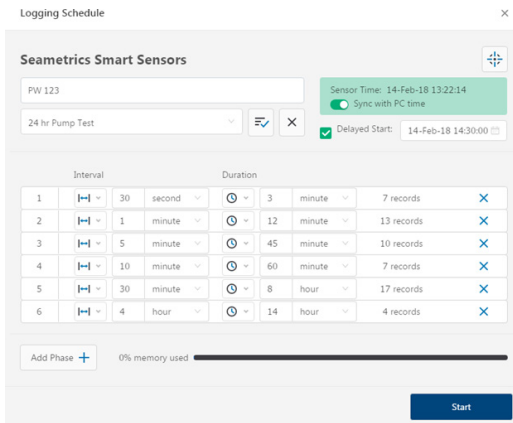 Logging Schedule
Seametrics Smart Sensors
PW 123
Sensor Time: 14-Feb-18 13:22:14
Sync with PC time
24 hr Pump Test
Delayed Start: 14-Feb-18 14:30:00
Interval Duration
1 30 second 3 minute 7 records
2 1 minute 12 minute 13 records
3 5 minute 45 minute 10 records
4 10 minute 60 minute 7 records
5 30 minute 8 hour 17 records
6 4 hour 14 hour 4 records
Add Phase 0% memory used
Start